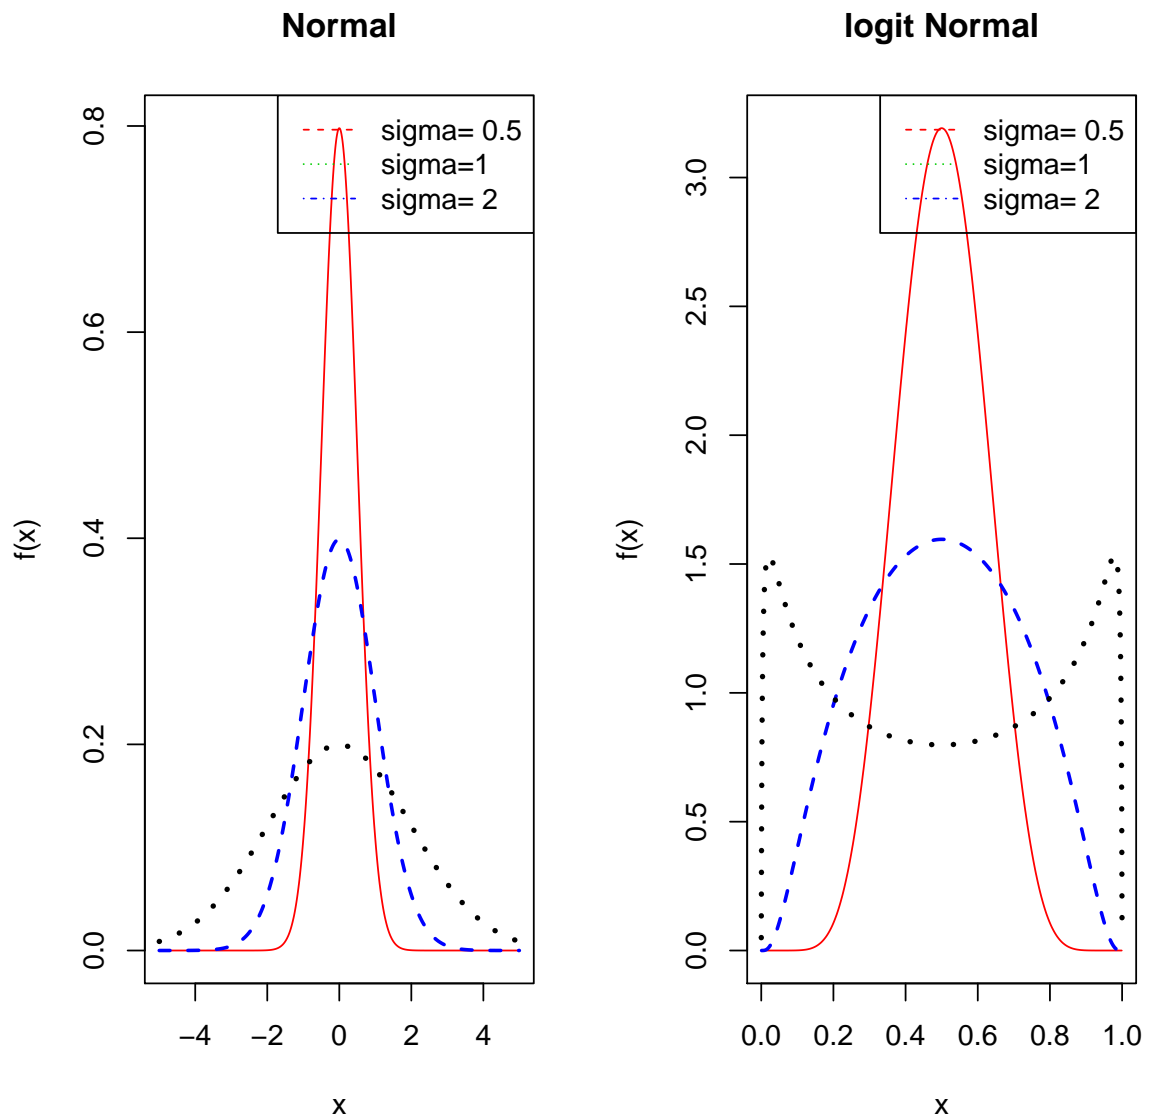 Normal
f(x)
0.8
0.6
0.4
0.2
0.0
sigma= 0.5
sigma=1
sigma= 2
−4 −2 0 2 4
x
logit Normal
f(x)
3.0
2.5
2.0
1.5
1.0
0.5
0.0
sigma= 0.5
sigma=1
sigma= 2
0.0 0.2 0.4 0.6 0.8 1.0
x